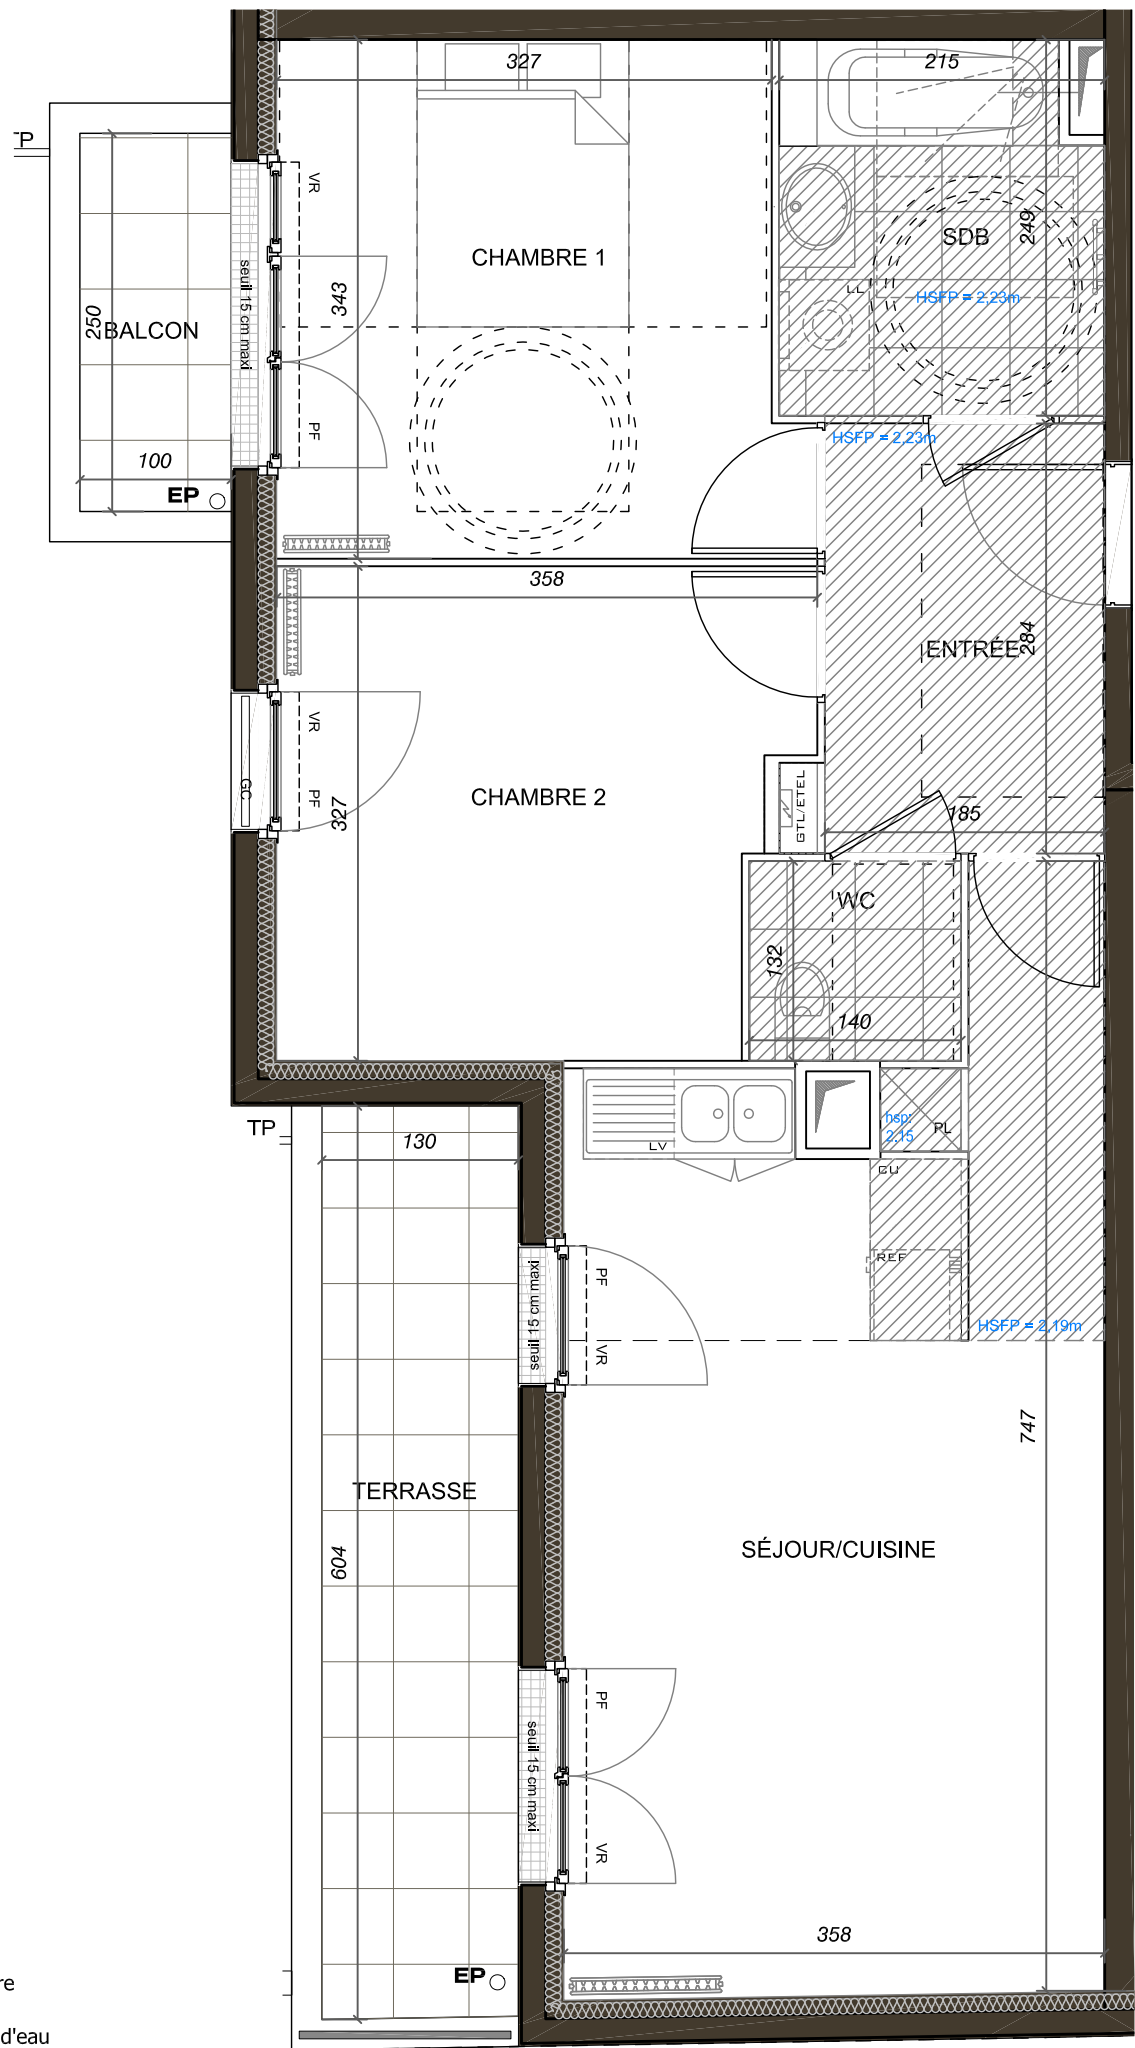 327
215
TP
VR
CHAMBRE 1
SDB
249
LL
HSFP = 2,23m
seuil 15 cm maxi
343
250
BALCON
PF
HSFP = 2,23m
100
EP
358
284
ENTRÉE
VR
GC
PF
327
CHAMBRE 2
GTL/ETEL
185
WC
132
140
TP
130
LV
hsp:
2,15
PL
CU
REF
seuil 15 cm maxi
PF
VR
HSFP = 2,19m
747
TERRASSE
604
SÉJOUR/CUISINE
PF
seuil 15 cm maxi
VR
358
EP
re
d'eau